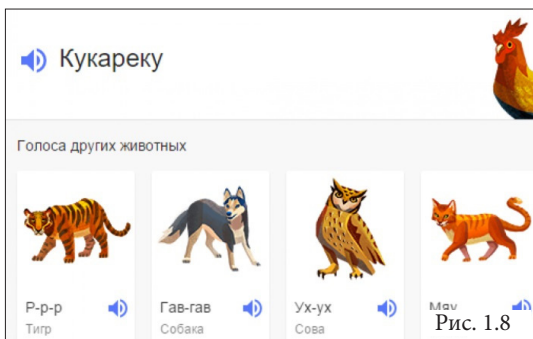 Кукареку
Голоса других животных
Р-р-р Гав-гав Ух-ух Мяу
Тигр Собака Сова
Рис. 1.8